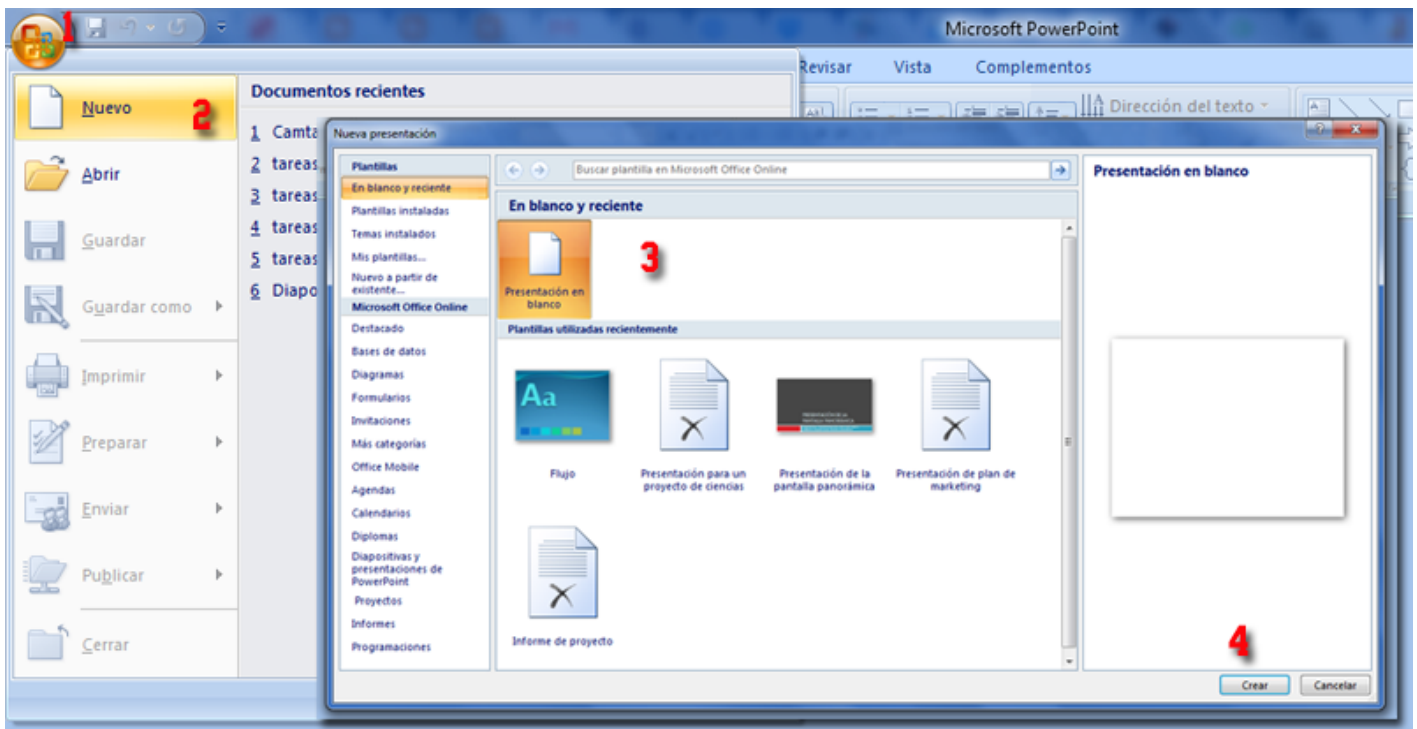 1
Microsoft PowerPoint
Revisar Vista Complementos
Dirección del texto
Nuevo 2
Abrir
Guardar
Guardar como
Imprimir
Preparar
Enviar
Publicar
Cerrar
Documentos recientes
1 Camta
2 tareas
3 tareas
4 tareas
5 tareas
6 Diapo
Nueva presentación
Plantillas
En blanco y reciente
Plantillas instaladas
Temas instalados
Mis plantillas...
Nuevo a partir de
existente...
Microsoft Office Online
Destacado
Bases de datos
Diagramas
Formularios
Invitaciones
Más categorías
Office Mobile
Agendas
Calendarios
Diplomas
Diapositivas y
presentaciones de
PowerPoint
Proyectos
Informes
Programaciones
Buscar plantilla en Microsoft Office Online
En blanco y reciente
3
Presentación en
blanco
Plantillas utilizadas recientemente
Aa
Flujo
Presentación para un
proyecto de ciencias
PRESENTACIÓN DE LA
PANTALLA PANORÁMICA
Presentación de la
pantalla panorámica
Presentación de plan de
marketing
Informe de proyecto
Presentación en blanco
4
Crear Cancelar